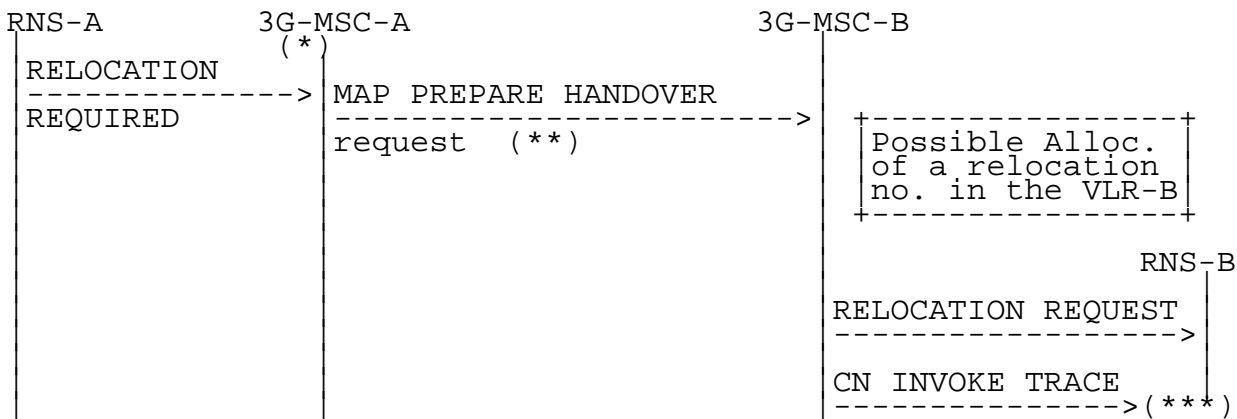 RNS-A 3G-MSC-A 3G-MSC-B
(*)
RELOCATION
REQUIRED
MAP PREPARE HANDOVER
request (**)
Possible Alloc.
of a relocation
no. in the VLR-B
RNS-B
RELOCATION REQUEST
CN INVOKE TRACE
(***)